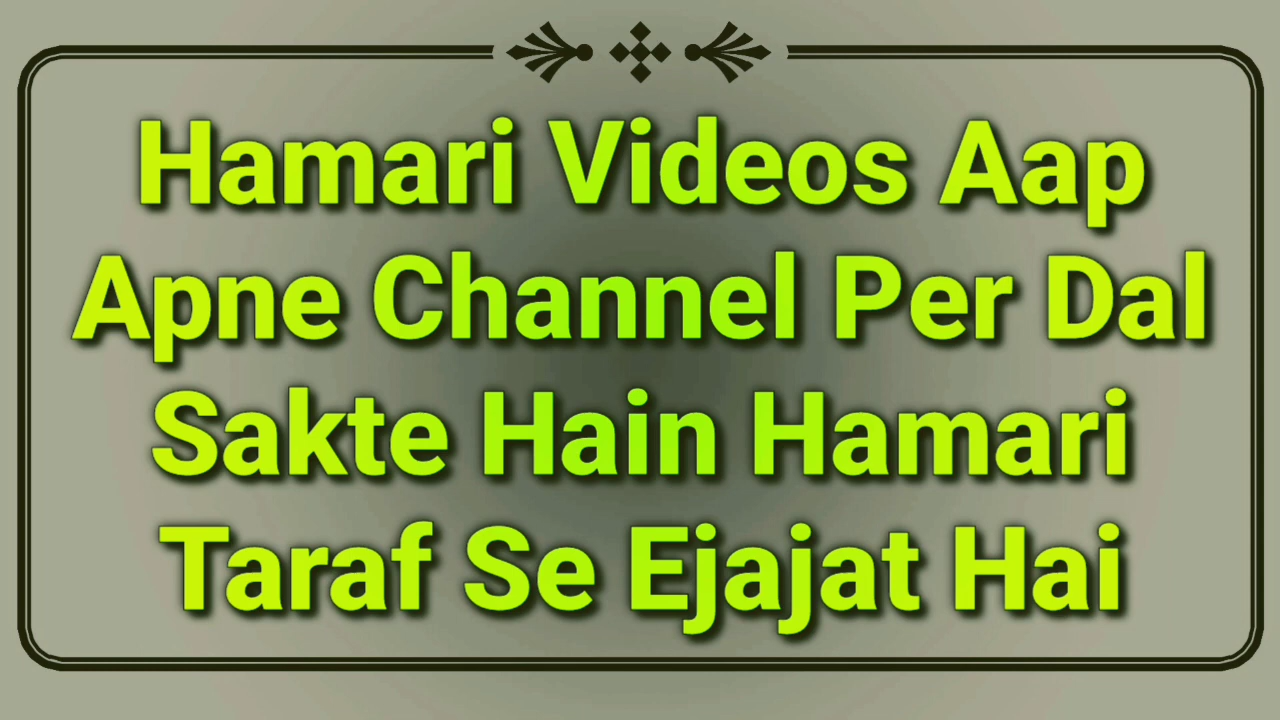 Hamari Videos Aap
Apne Channel Per Dal
Sakte Hain Hamari
Taraf Se Ejajat Hai